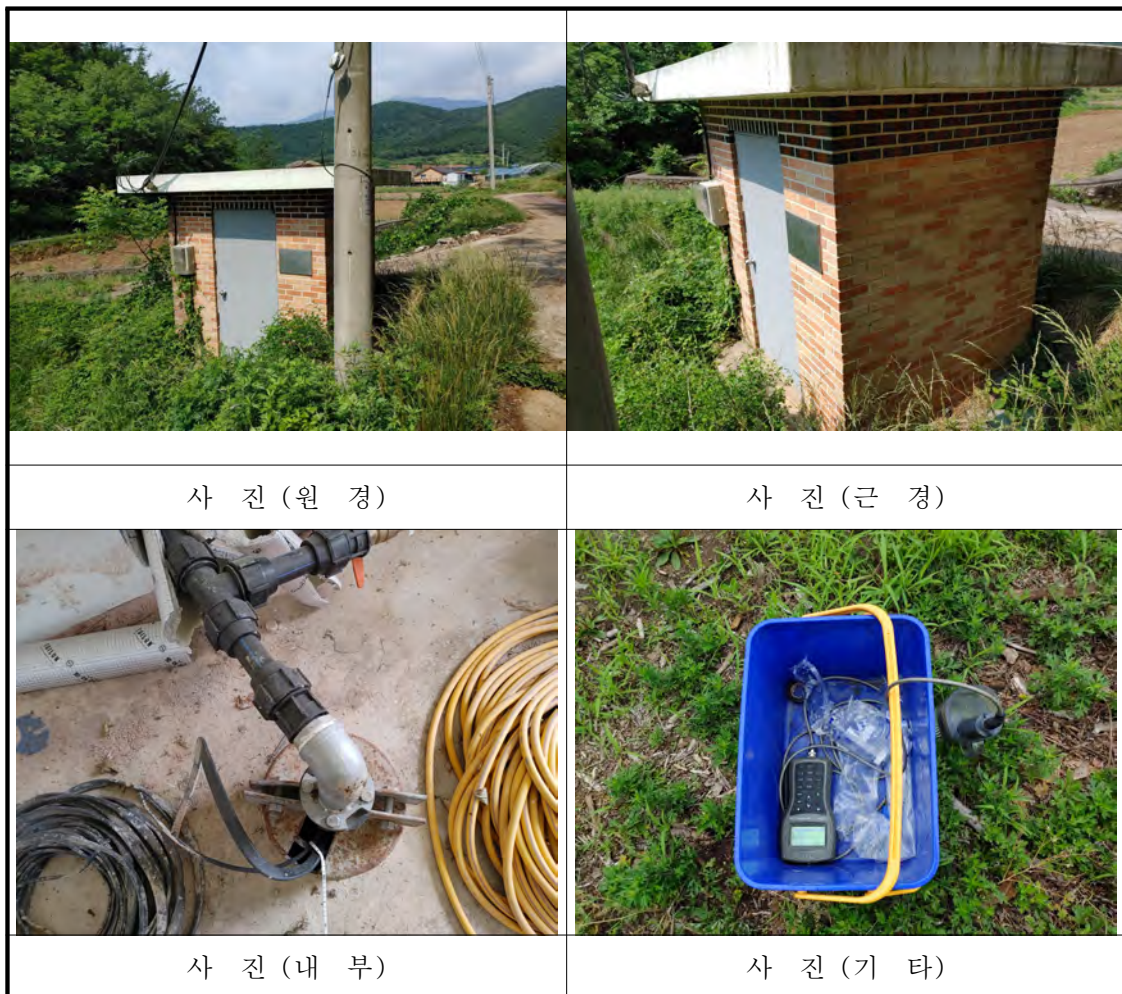 사 진 (원 경)
사 진 (근 경)
사 진 (내 부)
사 진 (기 타)